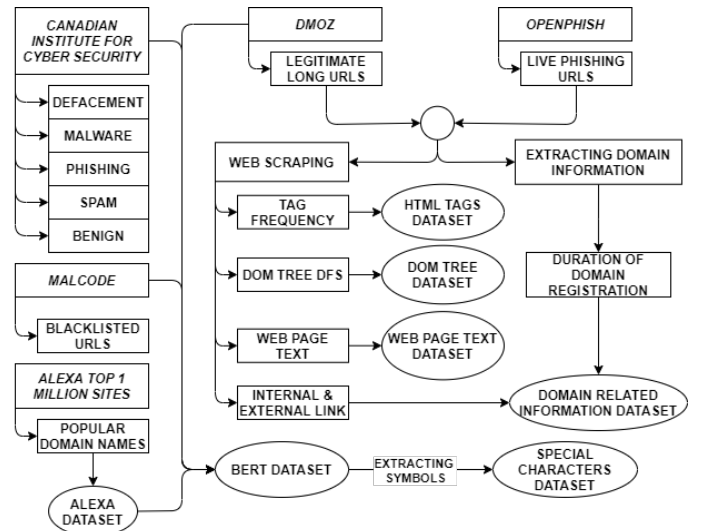 CANADIAN
INSTITUTE FOR
CYBER SECURITY
DEFACEMENT
MALWARE
PHISHING
SPAM
BENIGN
MALCODE
BLACKLISTED
URLS
ALEXA TOP 1
MILLION SITES
POPULAR
DOMAIN NAMES
ALEXA
DATASET
DMOZ
LEGITIMATE
LONG URLS
OPENPHISH
LIVE PHISHING
URLS
WEB SCRAPING
TAG
FREQUENCY
HTML TAGS
DATASET
DOM TREE DFS
DOM TREE
DATASET
WEB PAGE
TEXT
WEB PAGE TEXT
DATASET
INTERNAL &
EXTERNAL LINK
EXTRACTING DOMAIN
INFORMATION
DURATION OF
DOMAIN
REGISTRATION
DOMAIN RELATED
INFORMATION DATASET
BERT DATASET
EXTRACTING
SYMBOLS
SPECIAL
CHARACTERS
DATASET